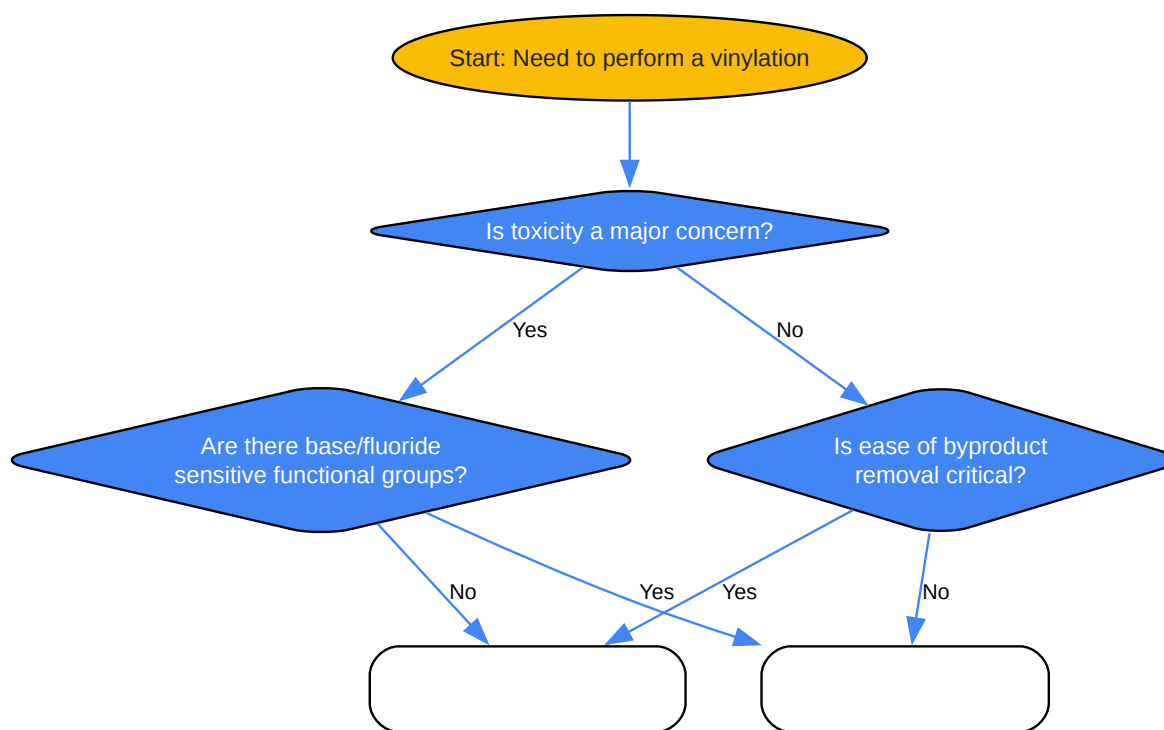 Start: Need to perform a vinylation
Is toxicity a major concern?
Yes
No
Are there base/fluoride
sensitive functional groups?
Is ease of byproduct
removal critical?
No
Yes
Yes
No